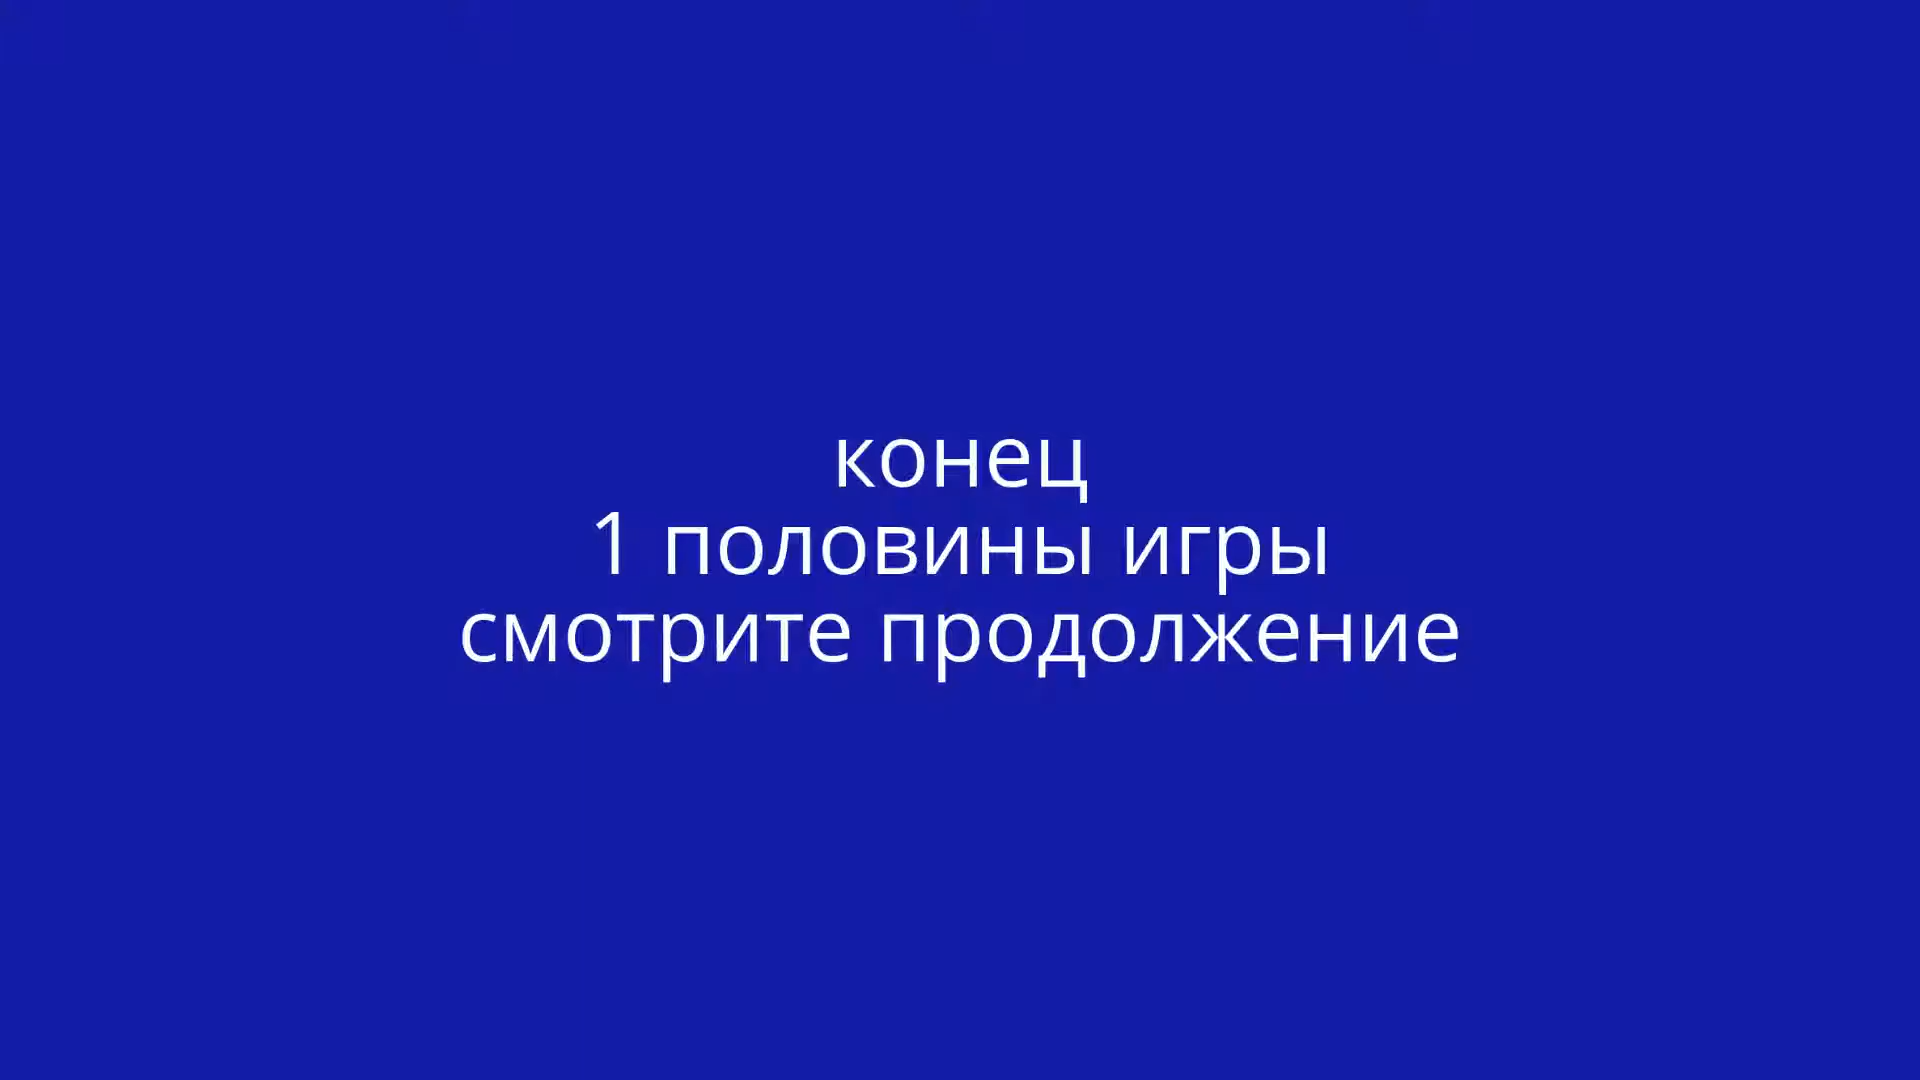 конец
1 половины игры
смотрите продолжение